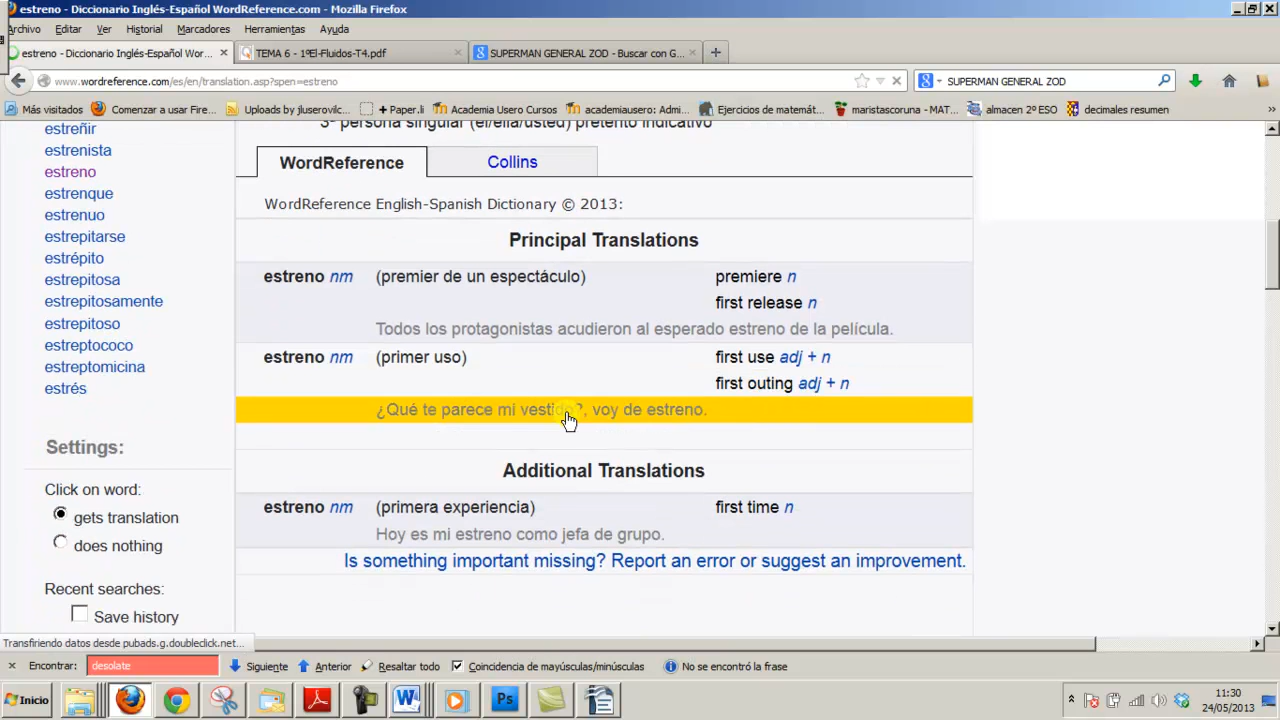 estreno - Diccionario Inglés-Español WordReference.com - Mozilla Firefox
Archivo Editar Ver Historial Marcadores Herramientas Ayuda
estreno - Diccionario Inglés-Español Wor... × TEMA 6 - 1ºEI-Fluidos-T4.pdf × SUPERMAN GENERAL ZOD - Buscar con G... × +
www.wordreference.com/es/en/translation.asp?spen=estreno SUPERMAN GENERAL ZOD
Más visitados Comenzar a usar Fire... Uploads by jluserovilc... + Paper.li Academia Usero Cursos academiausero: Admi... Ejercicios de matemát... maristascoruna - MAT... almacen 2º ESO decimales resumen »
estreñir
estrenista
estreno
estrenque
estrenuo
estrepitarse
estrépito
estrepitosa
estrepitosamente
estrepitoso
estreptococo
estreptomicina
estrés
Settings:
Click on word:
gets translation
does nothing
Recent searches:
Save history
3ª persona singular (él/ella/usted) pretérito indicativo
WordReference Collins
WordReference English-Spanish Dictionary © 2013:
Principal Translations
estreno nm (premier de un espectáculo) premiere n
first release n
Todos los protagonistas acudieron al esperado estreno de la película.
estreno nm (primer uso) first use adj + n
first outing adj + n
¿Qué te parece mi vestido?, voy de estreno.
Additional Translations
estreno nm (primera experiencia) first time n
Hoy es mi estreno como jefa de grupo.
Is something important missing? Report an error or suggest an improvement.
Transfiriendo datos desde pubads.g.doubleclick.net...
× Encontrar: desolate Siguiente Anterior Resaltar todo Coincidencia de mayúsculas/minúsculas No se encontró la frase
Inicio 11:30
24/05/2013